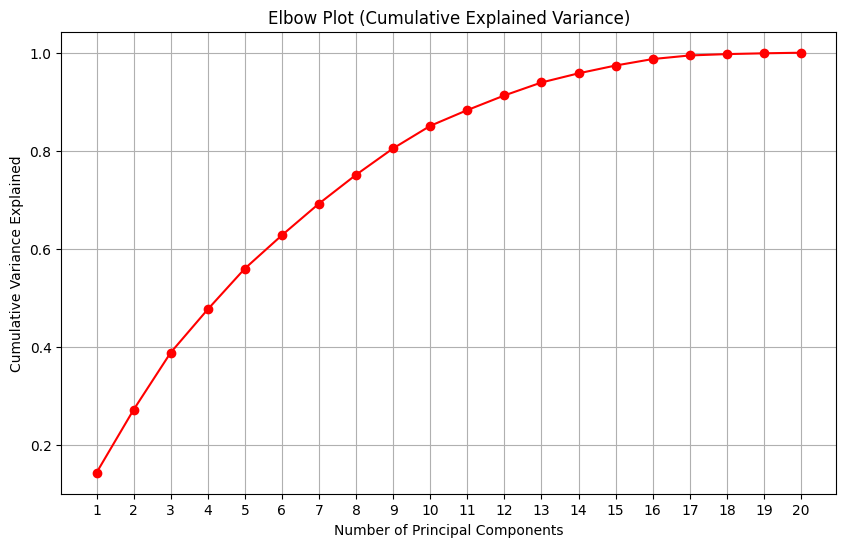 Elbow Plot (Cumulative Explained Variance)
Cumulative Variance Explained
1.0
0.8
0.6
0.4
0.2
1 2 3 4 5 6 7 8 9 10 11 12 13 14 15 16 17 18 19 20
Number of Principal Components